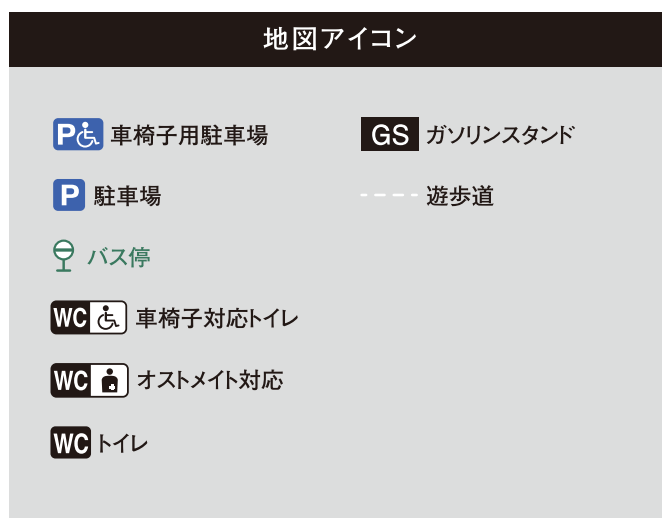 地図アイコン
P 車椅子用駐車場
P 駐車場
バス停
WC 車椅子対応トイレ
WC オストメイト対応
WC トイレ
GS ガソリンスタンド
遊歩道